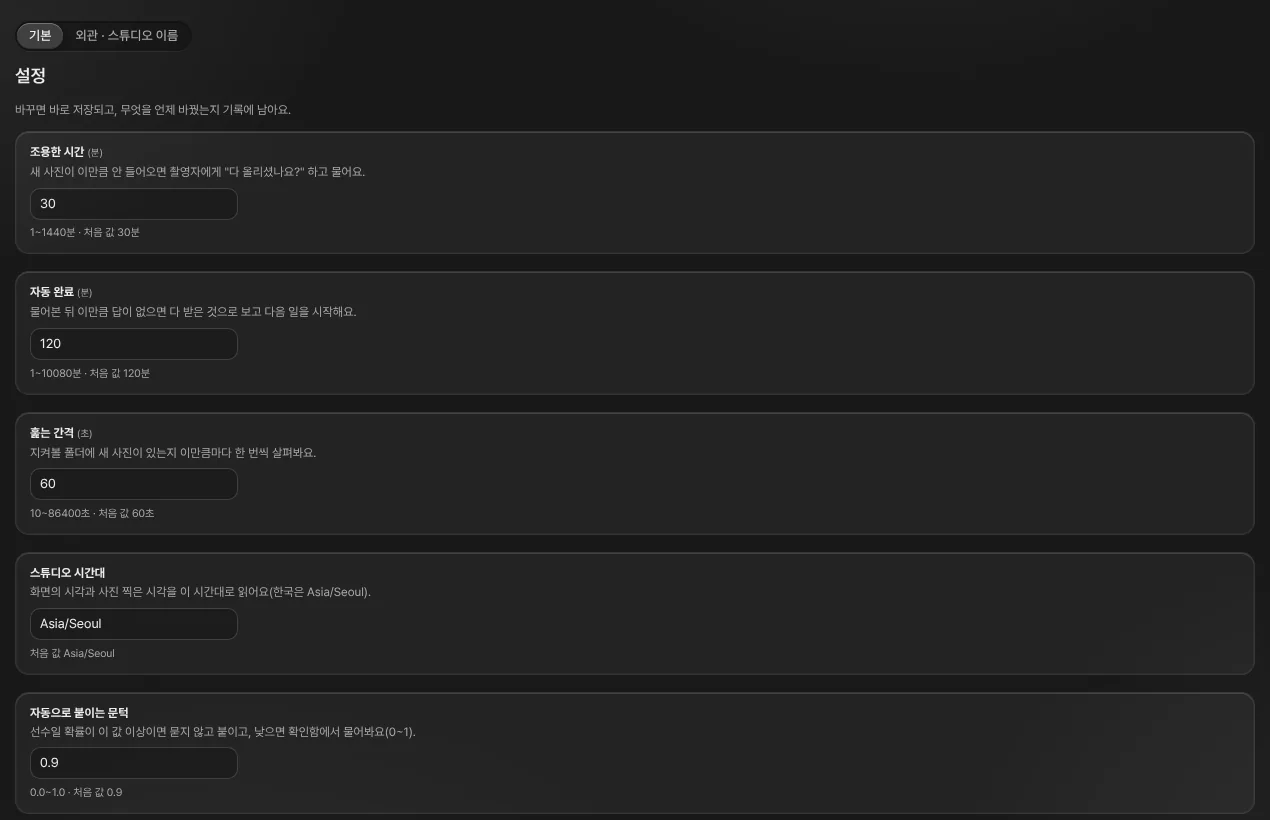 기본
외관 · 스튜디오 이름
설정
바꾸면 바로 저장되고, 무엇을 언제 바꿨는지 기록에 남아요.
조용한 시간 (분)
새 사진이 이만큼 안 들어오면 촬영자에게 "다 올리셨나요?" 하고 물어요.
30
1~1440분 · 처음 값 30분
자동 완료 (분)
물어본 뒤 이만큼 답이 없으면 다 받은 것으로 보고 다음 일을 시작해요.
120
1~10080분 · 처음 값 120분
훑는 간격 (초)
지켜볼 폴더에 새 사진이 있는지 이만큼마다 한 번씩 살펴봐요.
60
10~86400초 · 처음 값 60초
스튜디오 시간대
화면의 시각과 사진 찍은 시각을 이 시간대로 읽어요(한국은 Asia/Seoul).
Asia/Seoul
처음 값 Asia/Seoul
자동으로 붙이는 문턱
선수일 확률이 이 값 이상이면 묻지 않고 붙이고, 낮으면 확인함에서 물어봐요(0~1).
0.9
0.0~1.0 · 처음 값 0.9